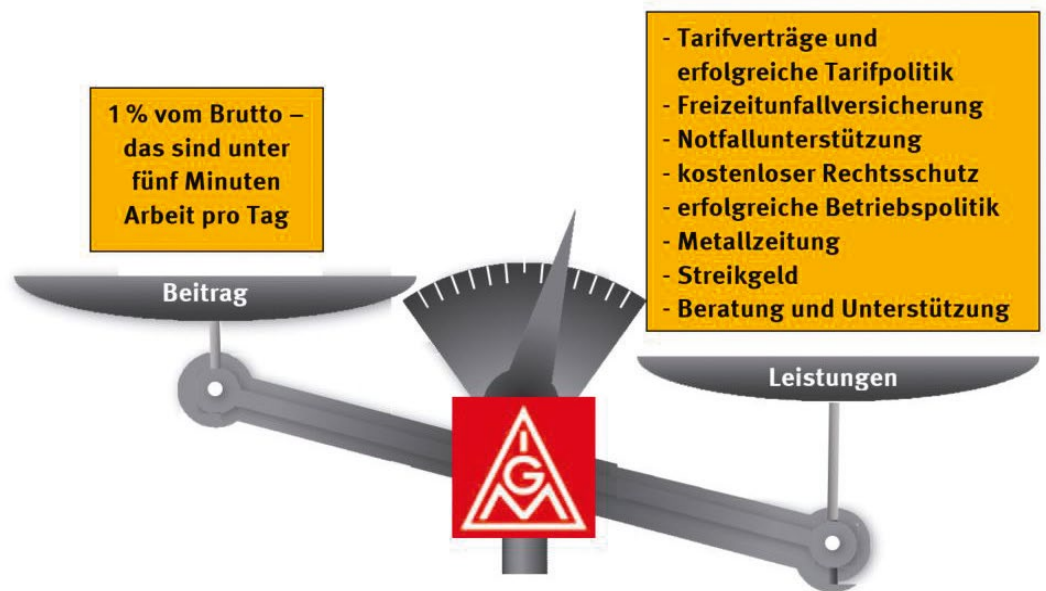 1 % vom Brutto –
das sind unter
fünf Minuten
Arbeit pro Tag
Beitrag
- Tarifverträge und
erfolgreiche Tarifpolitik
- Freizeitunfallversicherung
- Notfallunterstützung
- kostenloser Rechtsschutz
- erfolgreiche Betriebspolitik
- Metallzeitung
- Streikgeld
- Beratung und Unterstützung
Leistungen
IGM